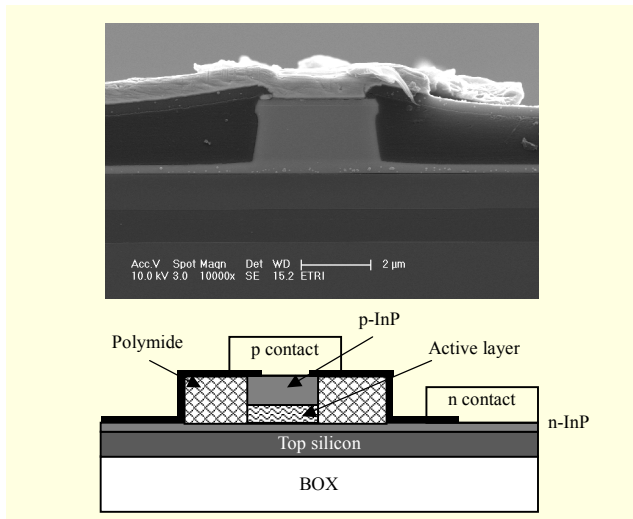 Acc.V Spot Magn Det WD 2 µm
10.0 kV 3.0 10000x SE 15.2 ETRI
p-InP
Polymide
p contact
Active layer
n contact
n-InP
Top silicon
BOX